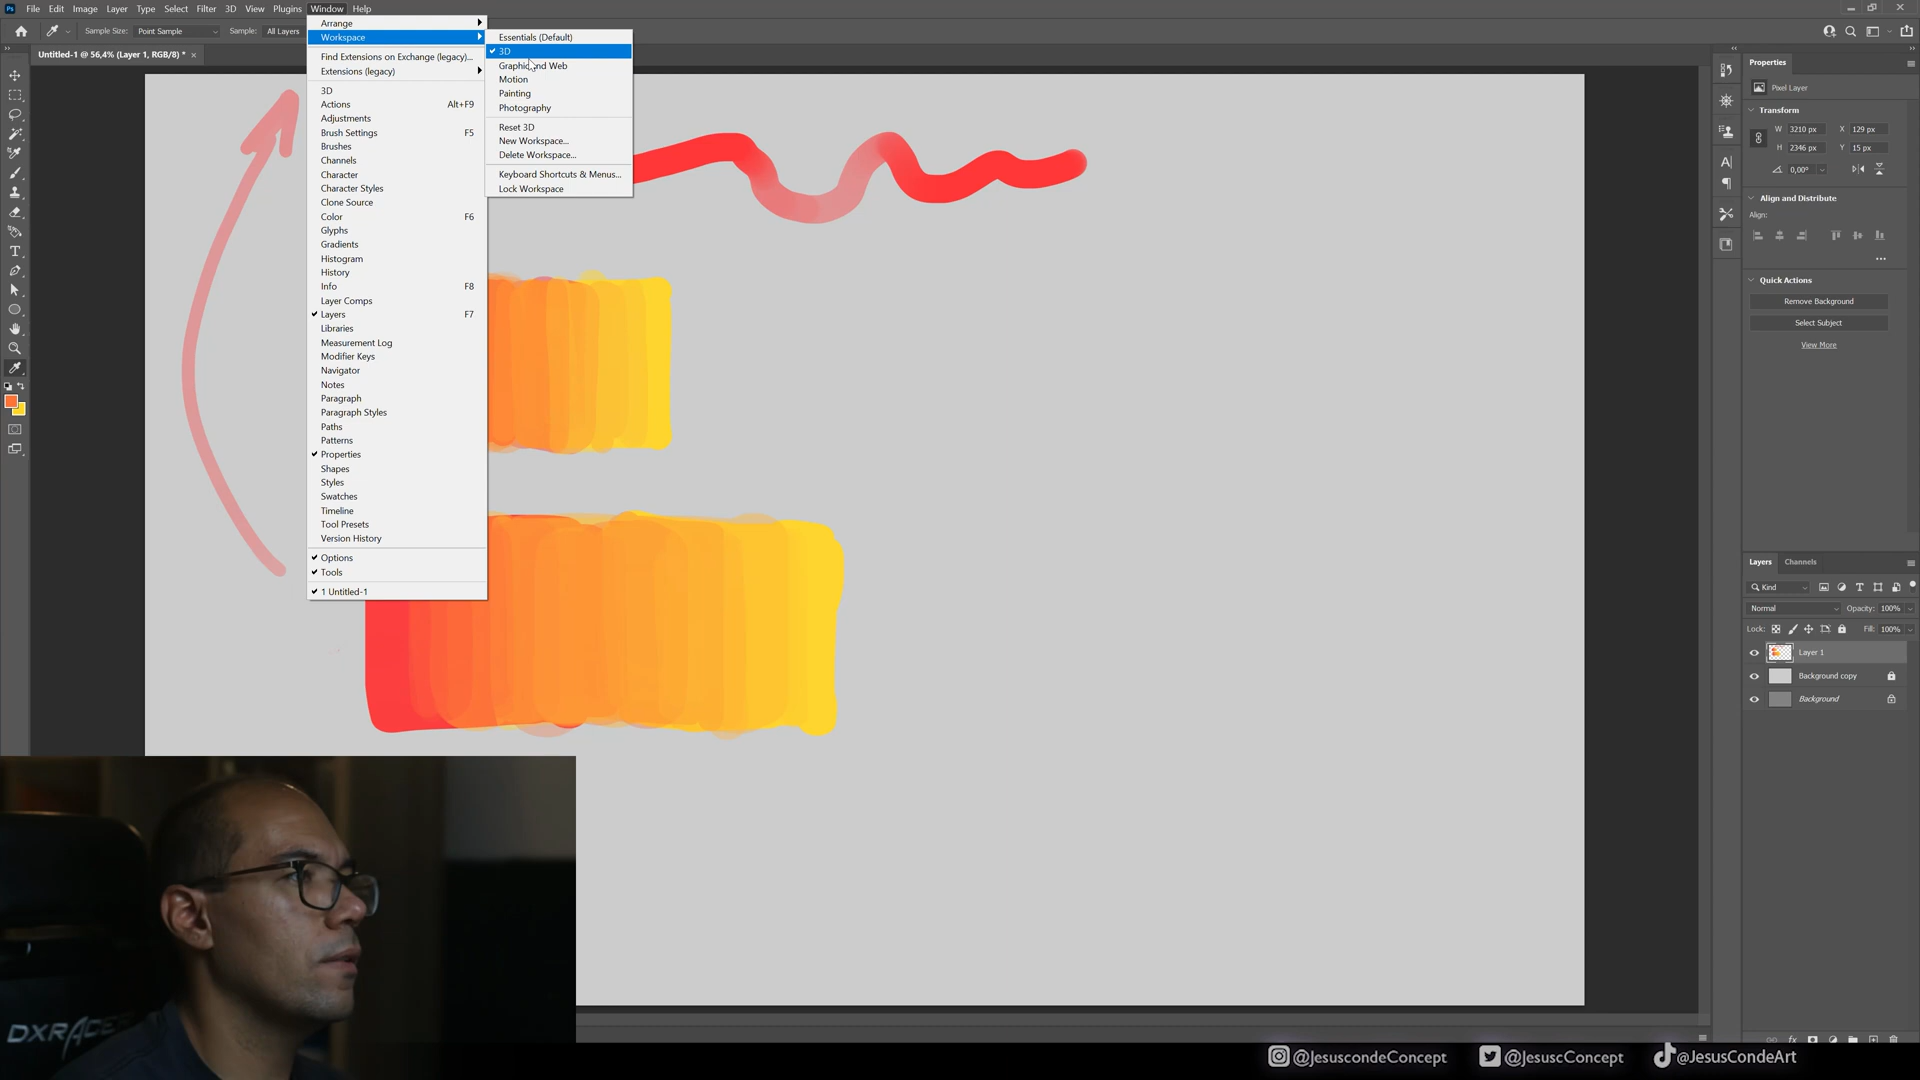 Ps File Edit Image Layer Type Select Filter 3D View Plugins Window Help
Sample Size: Point Sample Sample: All Layers
Untitled-1 @ 56,4% (Layer 1, RGB/8) * ×
Arrange
Workspace
Find Extensions on Exchange (legacy)...
Extensions (legacy)
3D
Actions Alt+F9
Adjustments
Brush Settings F5
Brushes
Channels
Character
Character Styles
Clone Source
Color F6
Glyphs
Gradients
Histogram
History
Info F8
Layer Comps
Layers F7
Libraries
Measurement Log
Modifier Keys
Navigator
Notes
Paragraph
Paragraph Styles
Paths
Patterns
Properties
Shapes
Styles
Swatches
Timeline
Tool Presets
Version History
Options
Tools
1 Untitled-1
Essentials (Default)
3D
Graphic and Web
Motion
Painting
Photography
Reset 3D
New Workspace...
Delete Workspace...
Keyboard Shortcuts & Menus...
Lock Workspace
Properties
Pixel Layer
Transform
W 3210 px X 129 px
H 2346 px Y 15 px
0,00°
Align and Distribute
Align:
Quick Actions
Remove Background
Select Subject
View More
Layers Channels
Kind
Normal Opacity: 100%
Lock: Fill: 100%
Layer 1
Background copy
Background
DXRACER
@JesuscondeConcept @JesuscConcept @JesusCondeArt